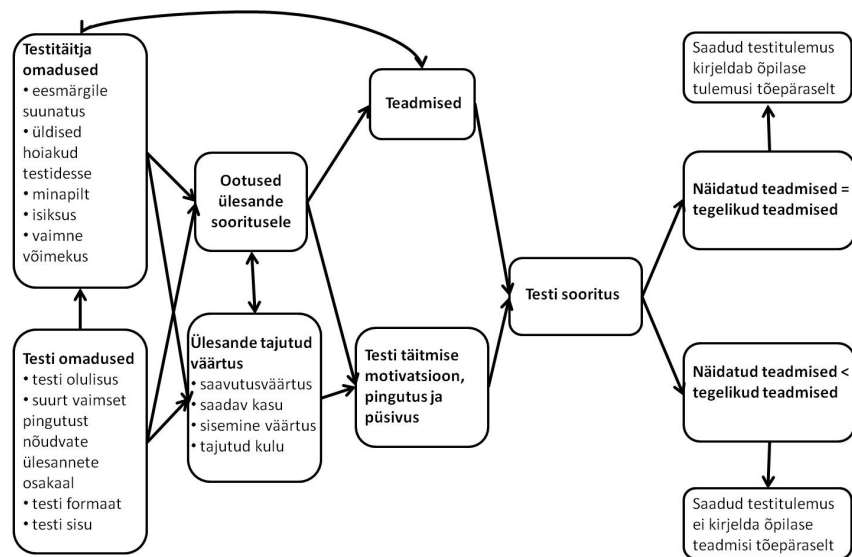 Testitäitja
omadused
• eesmärgile
suunatus
• üldised
hoiakud
testidesse
• minapilt
• isiksus
• vaimne
võimekus
Testi omadused
• testi olulisus
• suurt vaimset
pingutust
nõudvate
ülesannete
osakaal
• testi formaat
• testi sisu
Ootused
ülesande
sooritusele
Ülesande tajutud
väärtus
• saavutusväärtus
• saadav kasu
• sisemine väärtus
• tajutud kulu
Teadmised
Testi täitmise
motivatsioon,
pingutus ja
püsivus
Testi sooritus
Saadud testitulemus
kirjeldab õpilase
tulemusi tõepäraselt
Näidatud teadmised =
tegelikud teadmised
Näidatud teadmised <
tegelikud teadmised
Saadud testitulemus
ei kirjelda õpilase
teadmisi tõepäraselt